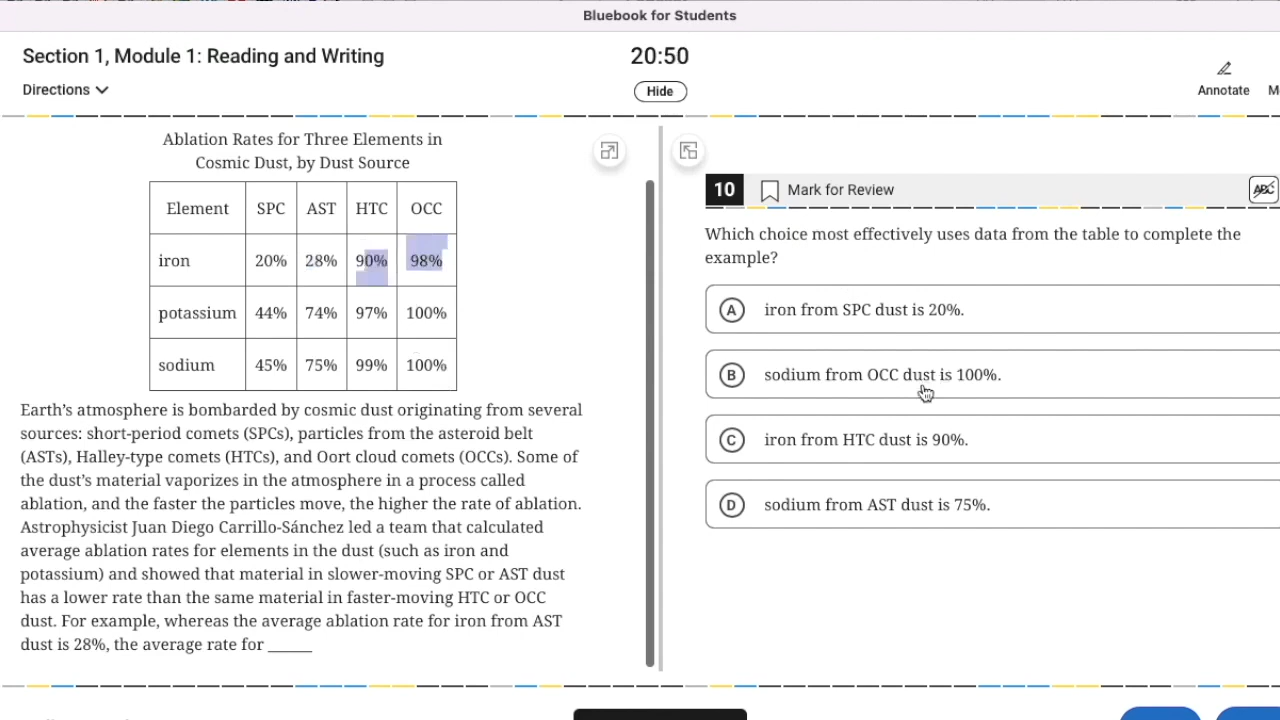 Bluebook for Students
Section 1, Module 1: Reading and Writing
20:50
Directions
Hide
Annotate
Ablation Rates for Three Elements in
Cosmic Dust, by Dust Source
Element SPC AST HTC OCC
iron 20% 28% 90% 98%
potassium 44% 74% 97% 100%
sodium 45% 75% 99% 100%
Earth’s atmosphere is bombarded by cosmic dust originating from several
sources: short-period comets (SPCs), particles from the asteroid belt
(ASTs), Halley-type comets (HTCs), and Oort cloud comets (OCCs). Some of
the dust’s material vaporizes in the atmosphere in a process called
ablation, and the faster the particles move, the higher the rate of ablation.
Astrophysicist Juan Diego Carrillo-Sánchez led a team that calculated
average ablation rates for elements in the dust (such as iron and
potassium) and showed that material in slower-moving SPC or AST dust
has a lower rate than the same material in faster-moving HTC or OCC
dust. For example, whereas the average ablation rate for iron from AST
dust is 28%, the average rate for ______
10 Mark for Review ABC
Which choice most effectively uses data from the table to complete the
example?
A iron from SPC dust is 20%.
B sodium from OCC dust is 100%.
C iron from HTC dust is 90%.
D sodium from AST dust is 75%.